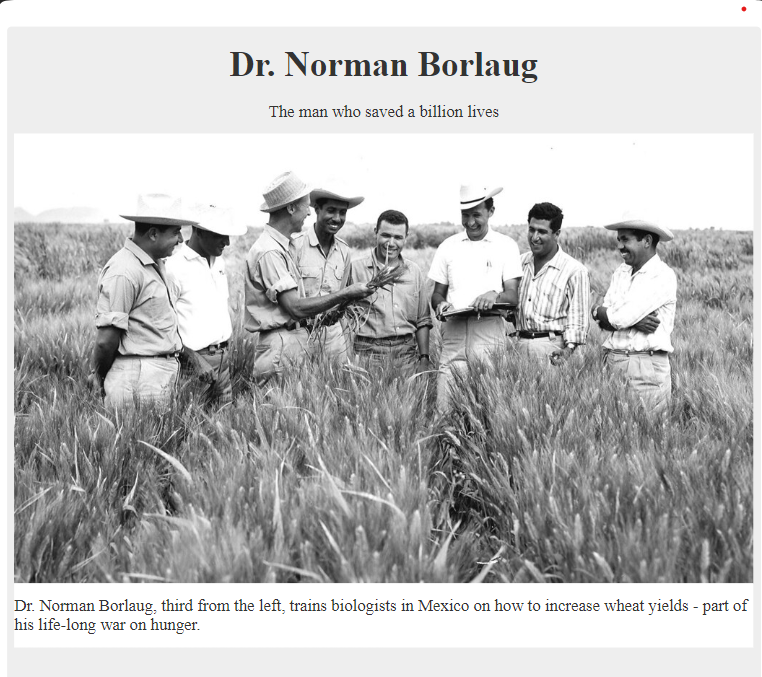 Dr. Norman Borlaug
The man who saved a billion lives
Dr. Norman Borlaug, third from the left, trains biologists in Mexico on how to increase wheat yields - part of
his life-long war on hunger.